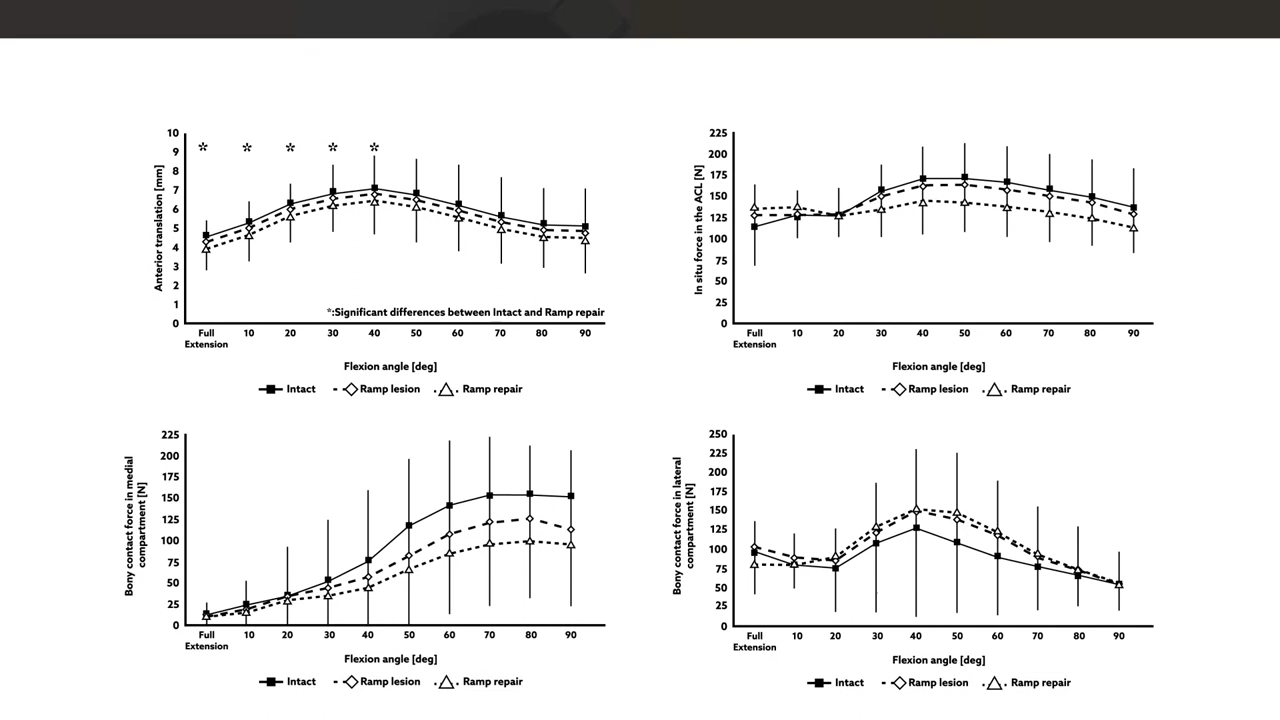 Anterior translation [mm]
10
9
8
7
6
5
4
3
2
1
0
* * * * *
*:Significant differences between Intact and Ramp repair
Full Extension 10 20 30 40 50 60 70 80 90
Flexion angle [deg]
Intact Ramp lesion Ramp repair
In situ force in the ACL [N]
225
200
175
150
125
100
75
50
25
0
Full Extension 10 20 30 40 50 60 70 80 90
Flexion angle [deg]
Intact Ramp lesion Ramp repair
Bony contact force in medial
compartment [N]
225
200
175
150
125
100
75
50
25
0
Full Extension 10 20 30 40 50 60 70 80 90
Flexion angle [deg]
Intact Ramp lesion Ramp repair
Bony contact force in lateral
compartment [N]
250
225
200
175
150
125
100
75
50
25
0
Full Extension 10 20 30 40 50 60 70 80 90
Flexion angle [deg]
Intact Ramp lesion Ramp repair